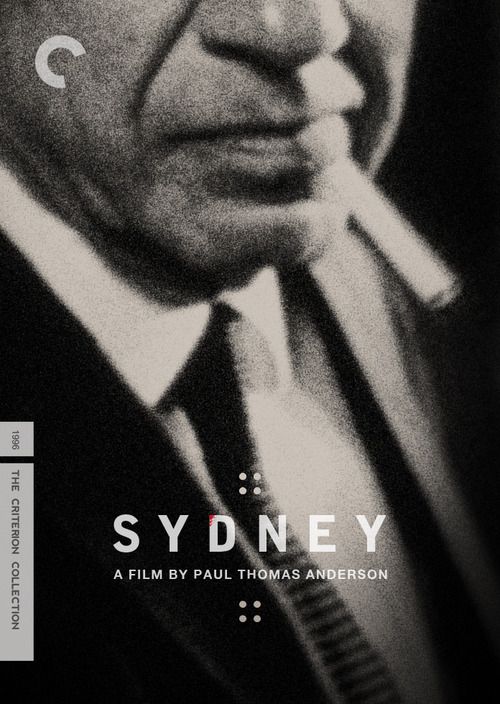 1996
THE CRITERION COLLECTION
SYDNEY
A FILM BY PAUL THOMAS ANDERSON